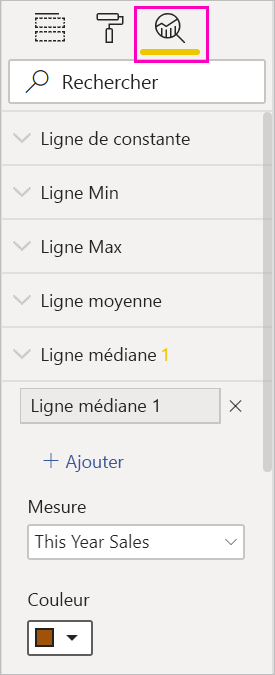 Rechercher
Ligne de constante
Ligne Min
Ligne Max
Ligne moyenne
Ligne médiane 1
Ligne médiane 1
Ajouter
Mesure
This Year Sales
Couleur